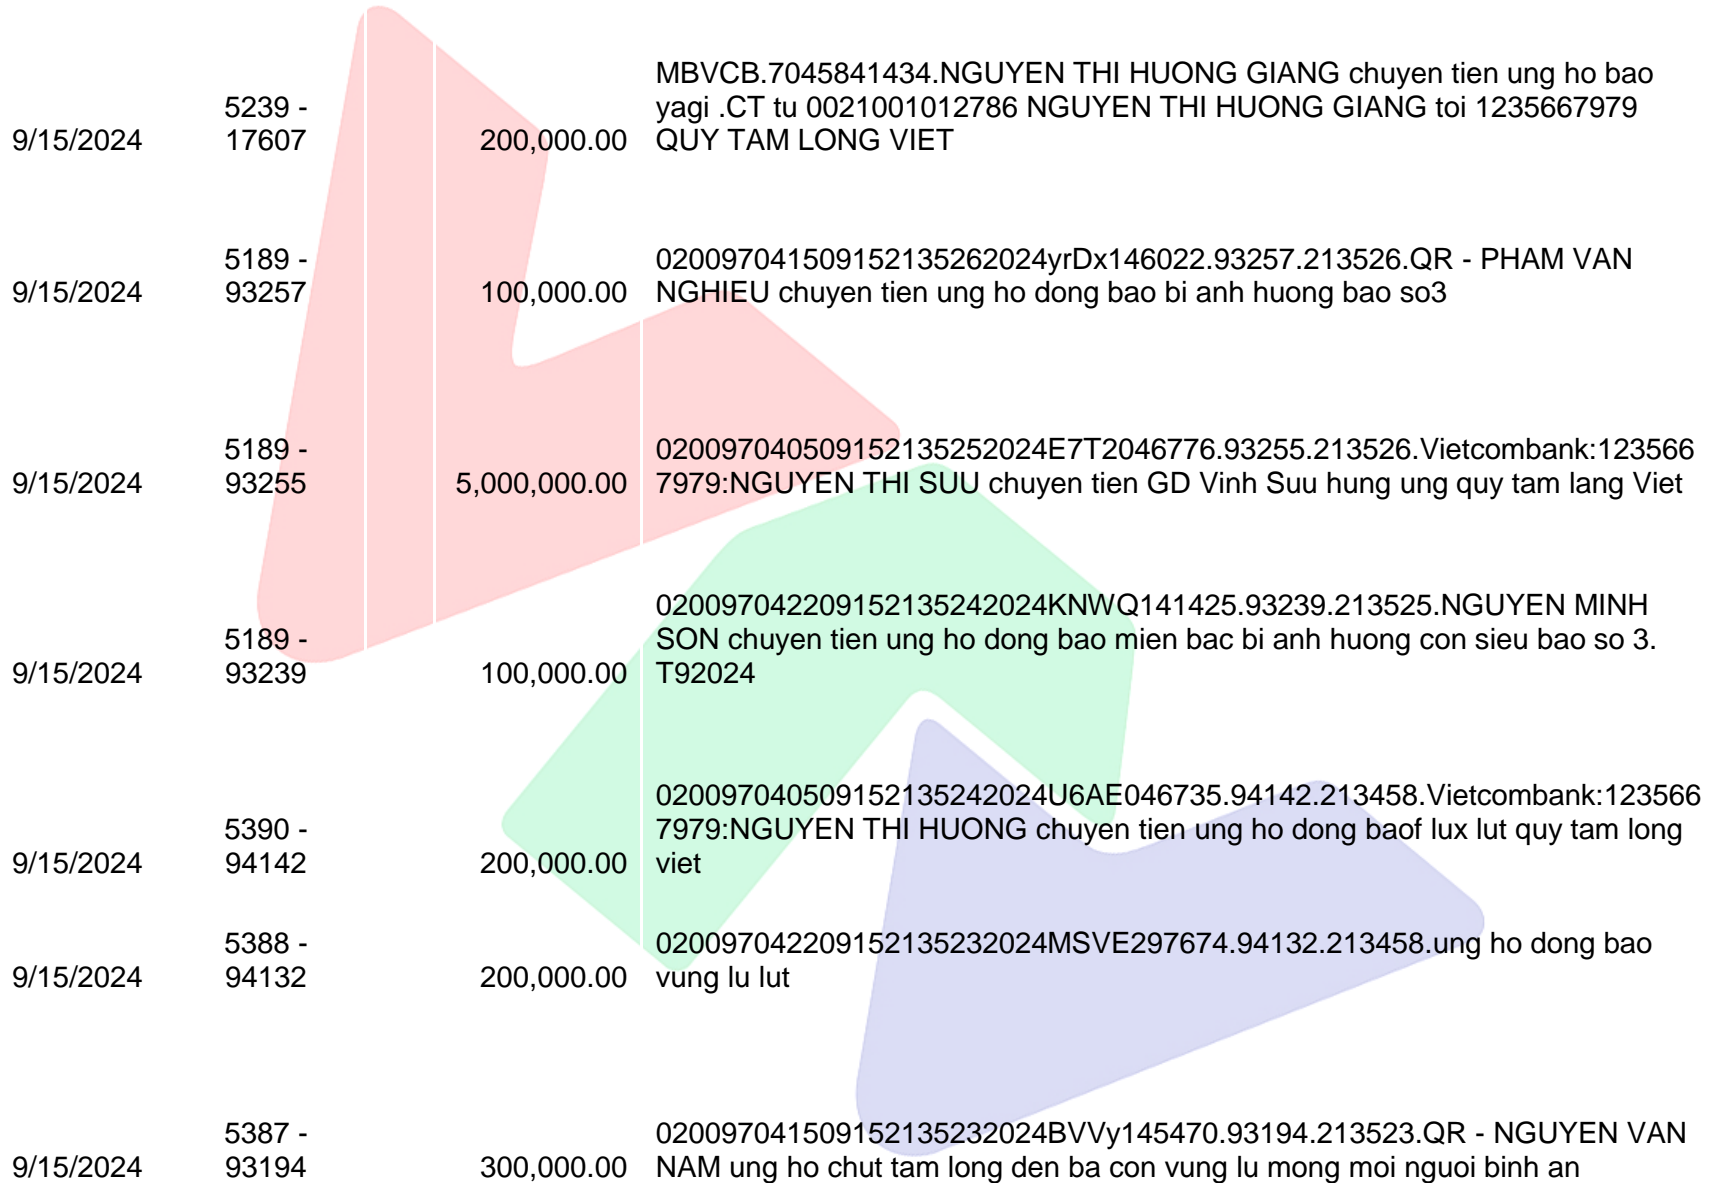 MBVCB.7045841434.NGUYEN THI HUONG GIANG chuyen tien ung ho bao
5239 - yagi .CT tu 0021001012786 NGUYEN THI HUONG GIANG toi 1235667979
9/15/2024 17607 200,000.00 QUY TAM LONG VIET
5189 - 0200970415091521352620​24yrDx146022.93257.213526.QR - PHAM VAN
9/15/2024 93257 100,000.00 NGHIEU chuyen tien ung ho dong bao bi anh huong bao so3
5189 - 020097040509152135252024E7T2046776.93255.213526.Vietcombank:123566
9/15/2024 93255 5,000,000.00 7979:NGUYEN THI SUU chuyen tien GD Vinh Suu hung ung quy tam lang Viet
020097042209152135242024KNWQ141425.93239.213525.NGUYEN MINH
5189 - SON chuyen tien ung ho dong bao mien bac bi anh huong con sieu bao so 3.
9/15/2024 93239 100,000.00 T92024
020097040509152135242024U6AE046735.94142.213458.Vietcombank:123566
5390 - 7979:NGUYEN THI HUONG chuyen tien ung ho dong baof lux lut quy tam long
9/15/2024 94142 200,000.00 viet
5388 - 020097042209152135232024MSVE297674.94132.213458.ung ho dong bao
9/15/2024 94132 200,000.00 vung lu lut
5387 - 020097041509152135232024BVVy145470.93194.213523.QR - NGUYEN VAN
9/15/2024 93194 300,000.00 NAM ung ho chut tam long den ba con vung lu mong moi nguoi binh an